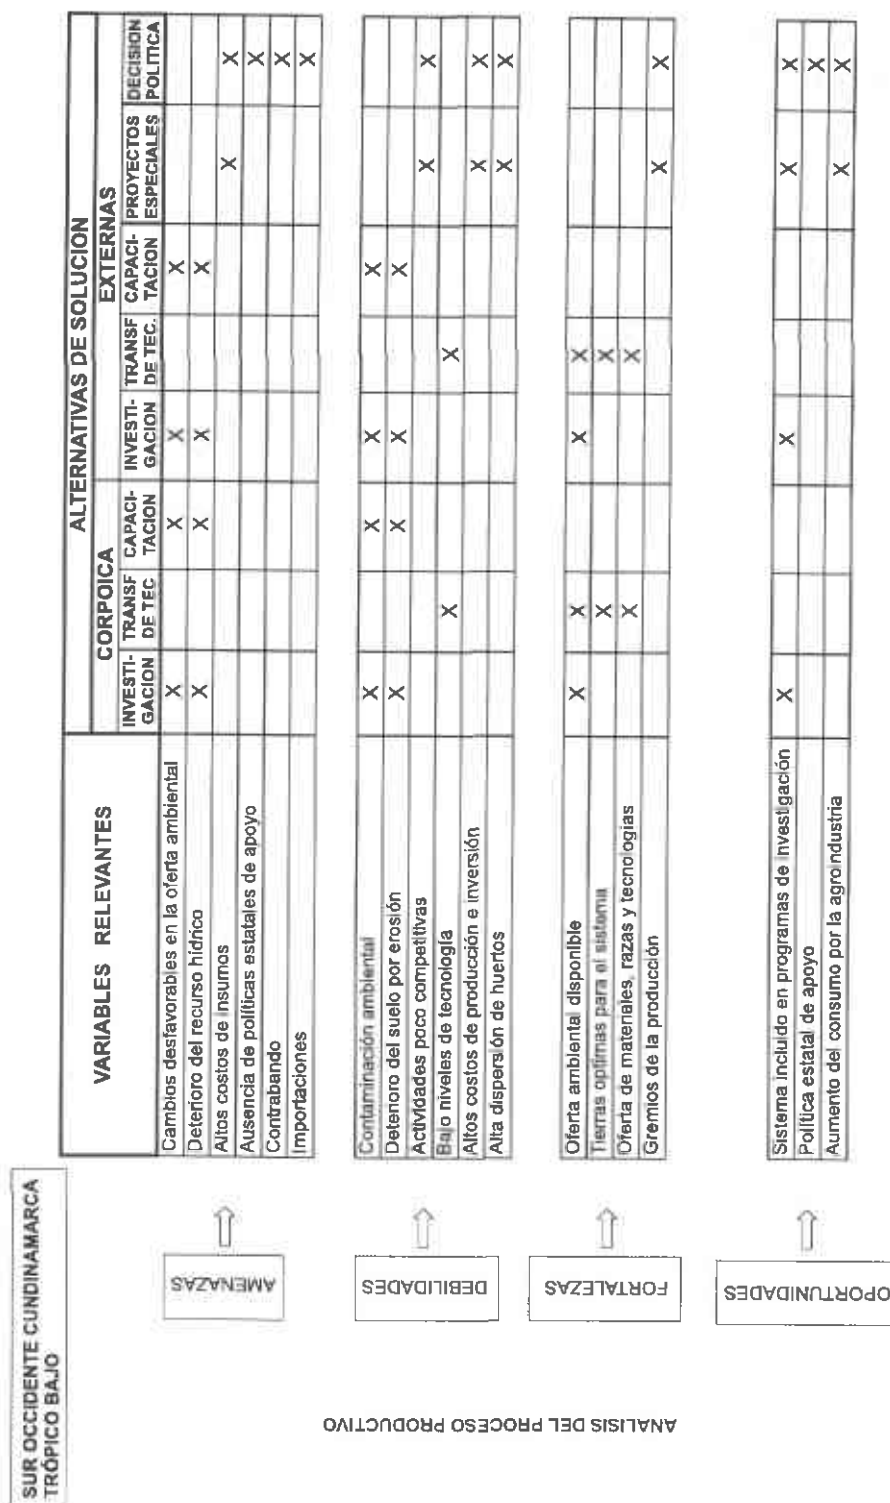 SUR OCCIDENTE CUNDINAMARCA
TRÓPICO BAJO
ANALISIS DEL PROCESO PRODUCTIVO
VARIABLES RELEVANTES
ALTERNATIVAS DE SOLUCION
CORPOICA
EXTERNAS
INVESTI-
GACION
TRANSF
DE TEC
CAPACI-
TACION
INVESTI-
GACION
TRANSF
DE TEC.
CAPACI-
TACION
PROYECTOS
ESPECIALES
DECISION
POLITICA
AMENAZAS
Cambios desfavorables en la oferta ambiental X X X X
Deterioro del recurso hídrico X X X X
Altos costos de insumos X X
Ausencia de políticas estatales de apoyo X
Contrabando X
Importaciones X
DEBILIDADES
Contaminación ambiental X X X X
Deterioro del suelo por erosión X X X X
Actividades poco competitivas X X
Bajo niveles de tecnología X X
Altos costos de producción e inversión X X
Alta dispersión de huertos X X
FORTALEZAS
Oferta ambiental disponible X X X X
Tierras optimas para el sistema X X
Oferta de materiales, razas y tecnologías X X
Gremios de la producción X X
OPORTUNIDADES
Sistema incluido en programas de investigación X X X X
Política estatal de apoyo X
Aumento del consumo por la agroindustria X X